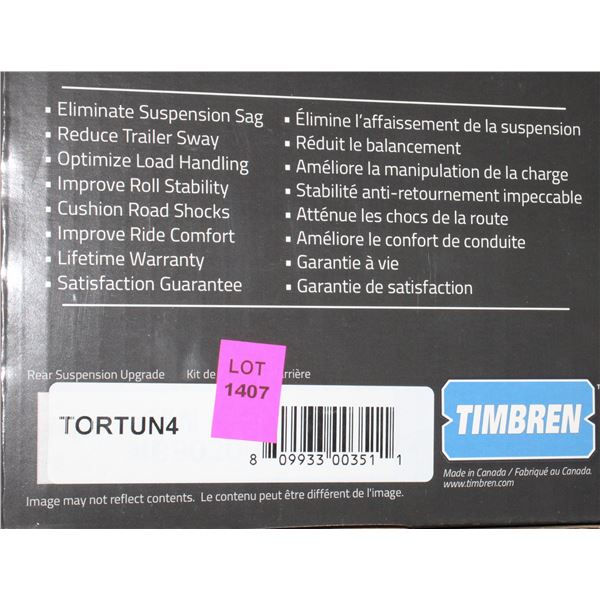 ▪ Eliminate Suspension Sag
▪ Reduce Trailer Sway
▪ Optimize Load Handling
▪ Improve Roll Stability
▪ Cushion Road Shocks
▪ Improve Ride Comfort
▪ Lifetime Warranty
▪ Satisfaction Guarantee
▪ Élimine l'affaissement de la suspension
▪ Réduit le balancement
▪ Améliore la manipulation de la charge
▪ Stabilité anti-retournement impeccable
▪ Atténue les chocs de la route
▪ Améliore le confort de conduite
▪ Garantie à vie
▪ Garantie de satisfaction
Rear Suspension Upgrade Kit de arrière
LOT
1407
TORTUN4
8 09933 00351 1
TIMBREN
Made in Canada / Fabriqué au Canada.
www.timbren.com
Image may not reflect contents. Le contenu peut être différent de l'image.